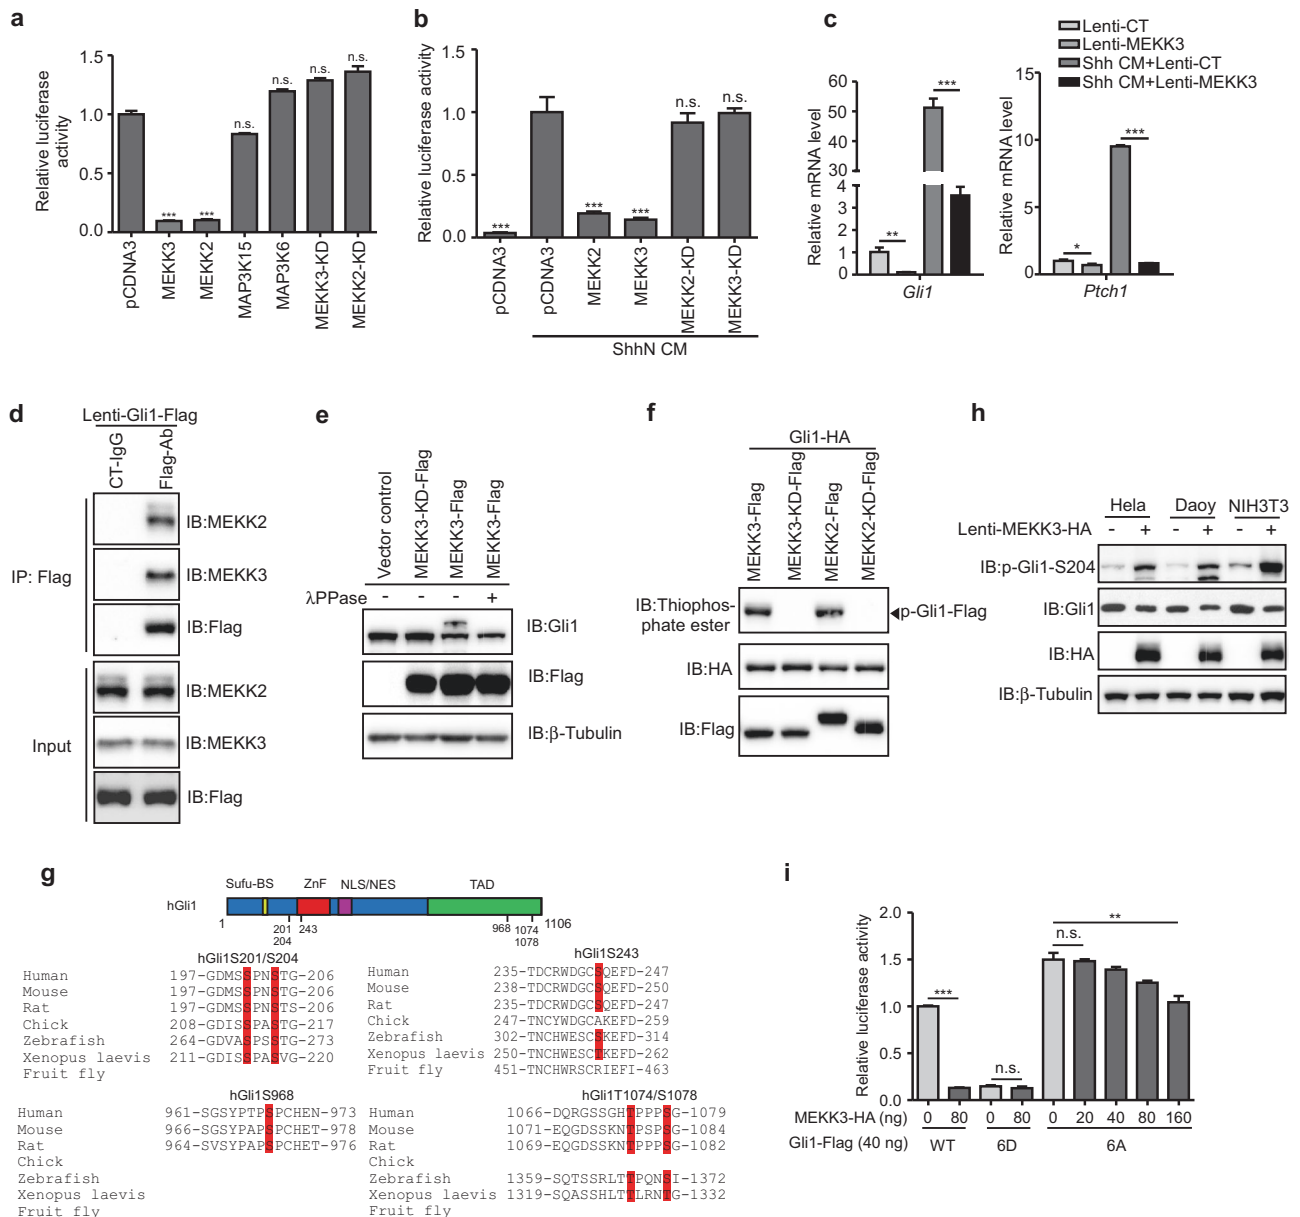 a
Relative luciferase activity
1.5
1.0
0.5
0.0
n.s.
n.s.
n.s.
n.s.
***
***
pCDNA3
MEKK3
MEKK2
MAP3K15
MAP3K6
MEKK3-KD
MEKK2-KD
b
Relative luciferase activity
1.5
1.0
0.5
0.0
***
***
***
n.s.
n.s.
pCDNA3
pCDNA3
MEKK2
MEKK3
MEKK2-KD
MEKK3-KD
ShhN CM
c
Lenti-CT
Lenti-MEKK3
Shh CM+Lenti-CT
Shh CM+Lenti-MEKK3
Relative mRNA level
60
50
40
30
4
3
2
1
0
**
***
Gli1
Relative mRNA level
15
10
5
0
*
***
Ptch1
d
Lenti-Gli1-Flag
CT-IgG
Flag-Ab
IP: Flag
IB:MEKK2
IB:MEKK3
IB:Flag
Input
IB:MEKK2
IB:MEKK3
IB:Flag
e
Vector control
MEKK3-KD-Flag
MEKK3-Flag
MEKK3-Flag
λPPase - - - +
IB:Gli1
IB:Flag
IB:β-Tubulin
f
Gli1-HA
MEKK3-Flag
MEKK3-KD-Flag
MEKK2-Flag
MEKK2-KD-Flag
IB:Thiophos-
phate ester
p-Gli1-Flag
IB:HA
IB:Flag
h
Hela Daoy NIH3T3
Lenti-MEKK3-HA - + - + - +
IB:p-Gli1-S204
IB:Gli1
IB:HA
IB:β-Tubulin
g
Sufu-BS ZnF NLS/NES TAD
hGli1
1 201 243 968 1074 1106
204 1078
hGli1S201/S204
Human 197-GDMSSPNSTG-206
Mouse 197-GDMSSPNSTG-206
Rat 197-GDMSSPNSTS-206
Chick 208-GDISSPASTG-217
Zebrafish 264-GDVASPSSTG-273
Xenopus laevis 211-GDISSPASVG-220
Fruit fly
hGli1S243
Human 235-TDCRWDGCSQEFD-247
Mouse 238-TDCRWDGCSQEFD-250
Rat 235-TDCRWDGCSQEFD-247
Chick 247-TNCYWDGCAKEFD-259
Zebrafish 302-TNCHWESCSKEFD-314
Xenopus laevis 250-TNCHWESCTKEFD-262
Fruit fly 451-TNCHWRSCRIEFI-463
hGli1S968
Human 961-SGSYPTPSPCHEN-973
Mouse 966-SGSYPAPSPCHET-978
Rat 964-SVSYPAPSPCHET-976
Chick
Zebrafish
Xenopus laevis
Fruit fly
hGli1T1074/S1078
Human 1066-DQRGSSGHTPPPSG-1079
Mouse 1071-EQGDSSKNTPSPSG-1084
Rat 1069-EQGDSSKNTPPPSG-1082
Chick
Zebrafish 1359-SQTSSRLTTPQNSI-1372
Xenopus laevis 1319-SQASSHLTTLRNTG-1332
Fruit fly
i
Relative luciferase activity
2.0
1.5
1.0
0.5
0.0
***
n.s.
n.s.
**
MEKK3-HA (ng) 0 80 0 80 0 20 40 80 160
Gli1-Flag (40 ng) WT 6D 6A